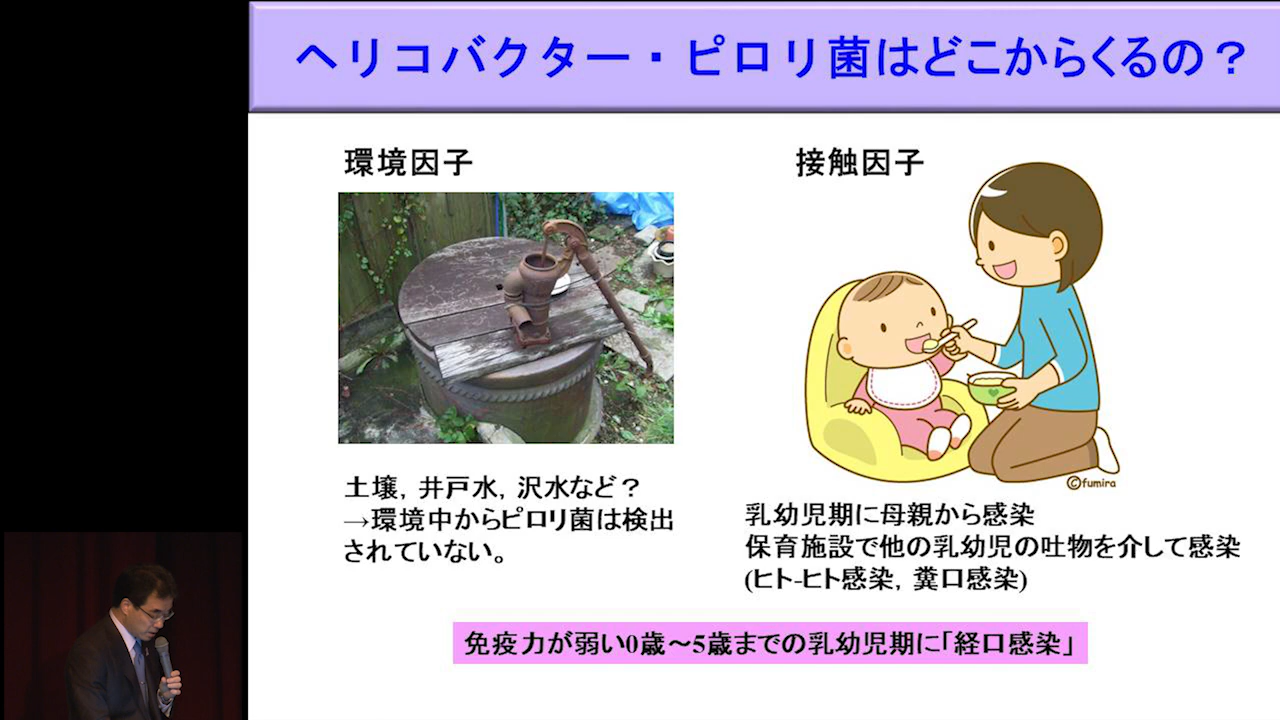 ヘリコバクター・ピロリ菌はどこからくるの？
環境因子
土壌，井戸水，沢水など？
→環境中からピロリ菌は検出
されていない。
接触因子
©fumira
乳幼児期に母親から感染
保育施設で他の乳幼児の吐物を介して感染
(ヒト-ヒト感染，糞口感染)
免疫力が弱い0歳～5歳までの乳幼児期に「経口感染」